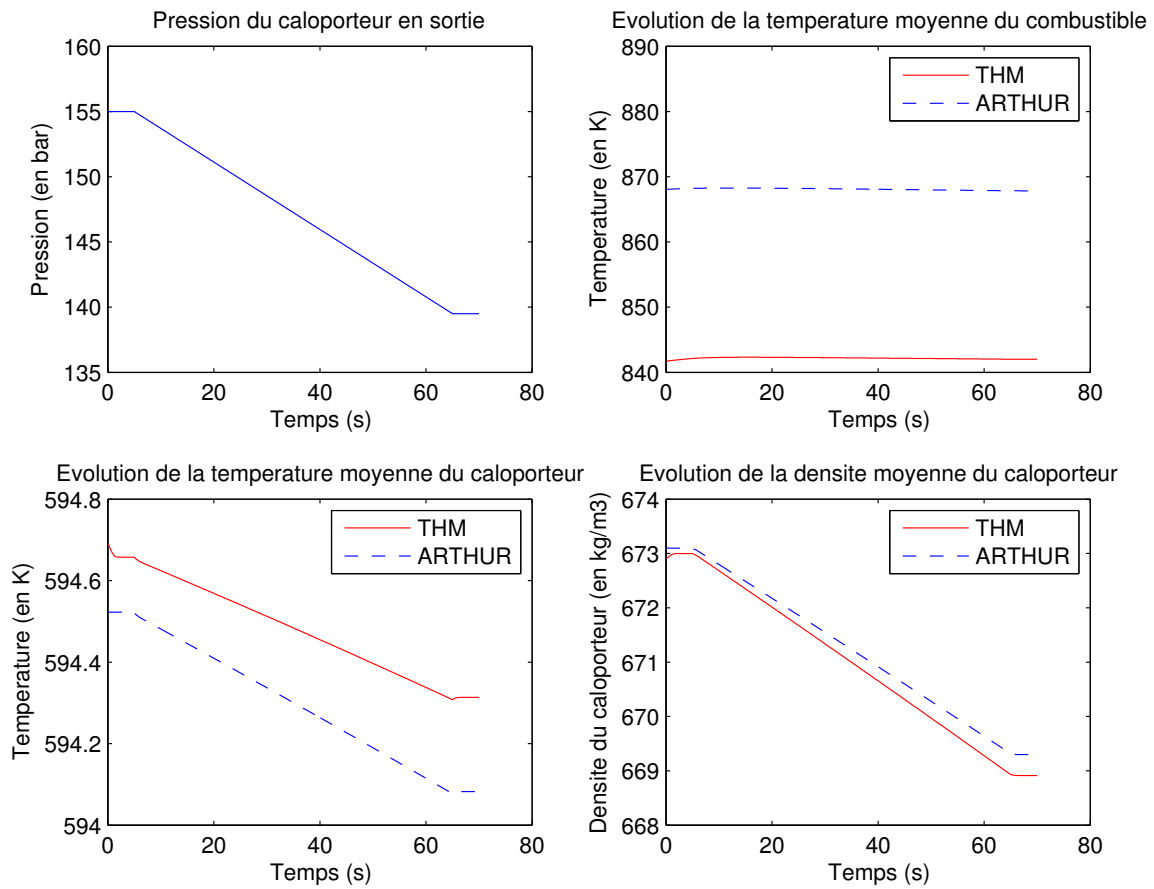 Pression du caloporteur en sortie
160
155
150
145
140
135
Pression (en bar)
0 20 40 60 80
Temps (s)
Evolution de la temperature moyenne du combustible
890
880
870
860
850
840
Temperature (en K)
THM
ARTHUR
0 20 40 60 80
Temps (s)
Evolution de la temperature moyenne du caloporteur
594.8
594.6
594.4
594.2
594
Temperature (en K)
THM
ARTHUR
0 20 40 60 80
Temps (s)
Evolution de la densite moyenne du caloporteur
674
673
672
671
670
669
668
Densite du caloporteur (en kg/m3)
THM
ARTHUR
0 20 40 60 80
Temps (s)